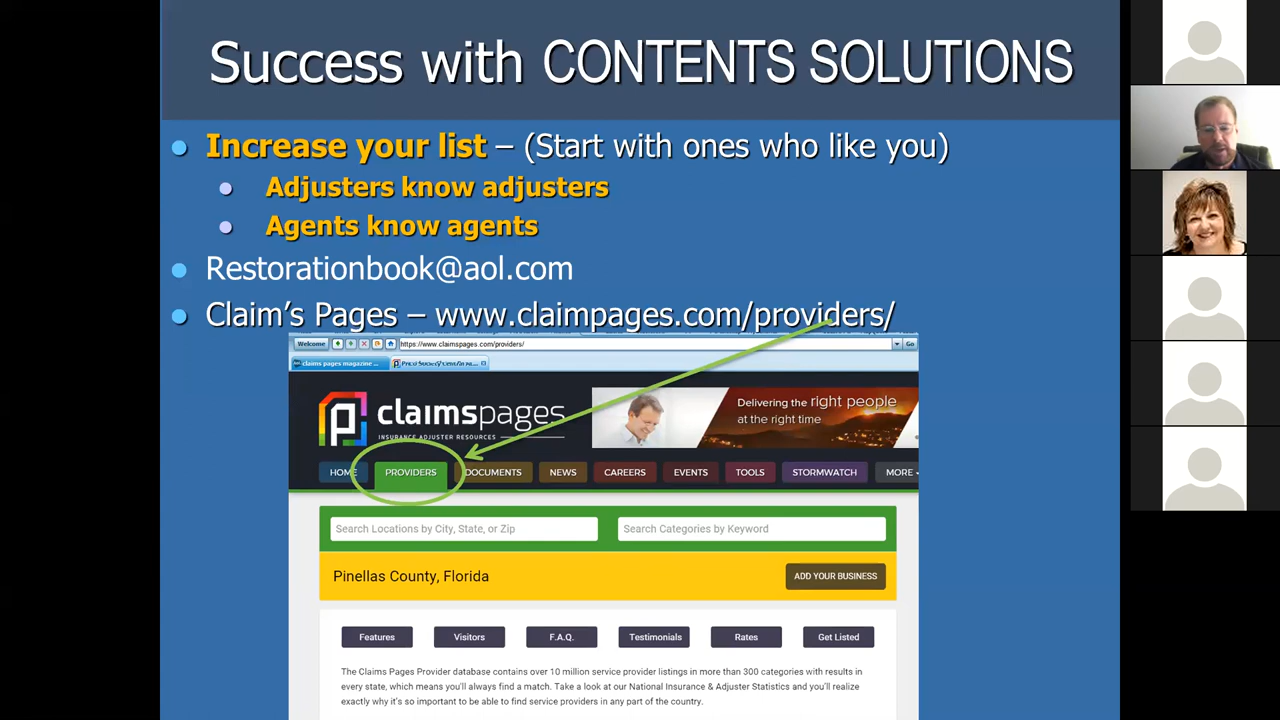 Success with CONTENTS SOLUTIONS
Increase your list – (Start with ones who like you)
Adjusters know adjusters
Agents know agents
Restorationbook@aol.com
Claim's Pages – www.claimpages.com/providers/
Welcome
https://www.claimspages.com/providers/
Go
claims pages magazine ...
claimspages
INSURANCE ADJUSTER RESOURCES
Delivering the right people
at the right time
HOME PROVIDERS DOCUMENTS NEWS CAREERS EVENTS TOOLS STORMWATCH MORE
Search Locations by City, State, or Zip
Search Categories by Keyword
Pinellas County, Florida
ADD YOUR BUSINESS
Features Visitors F.A.Q. Testimonials Rates Get Listed
The Claims Pages Provider database contains over 10 million service provider listings in more than 300 categories with results in
every state, which means you'll always find a match. Take a look at our National Insurance & Adjuster Statistics and you'll realize
exactly why it's so important to be able to find service providers in any part of the country.